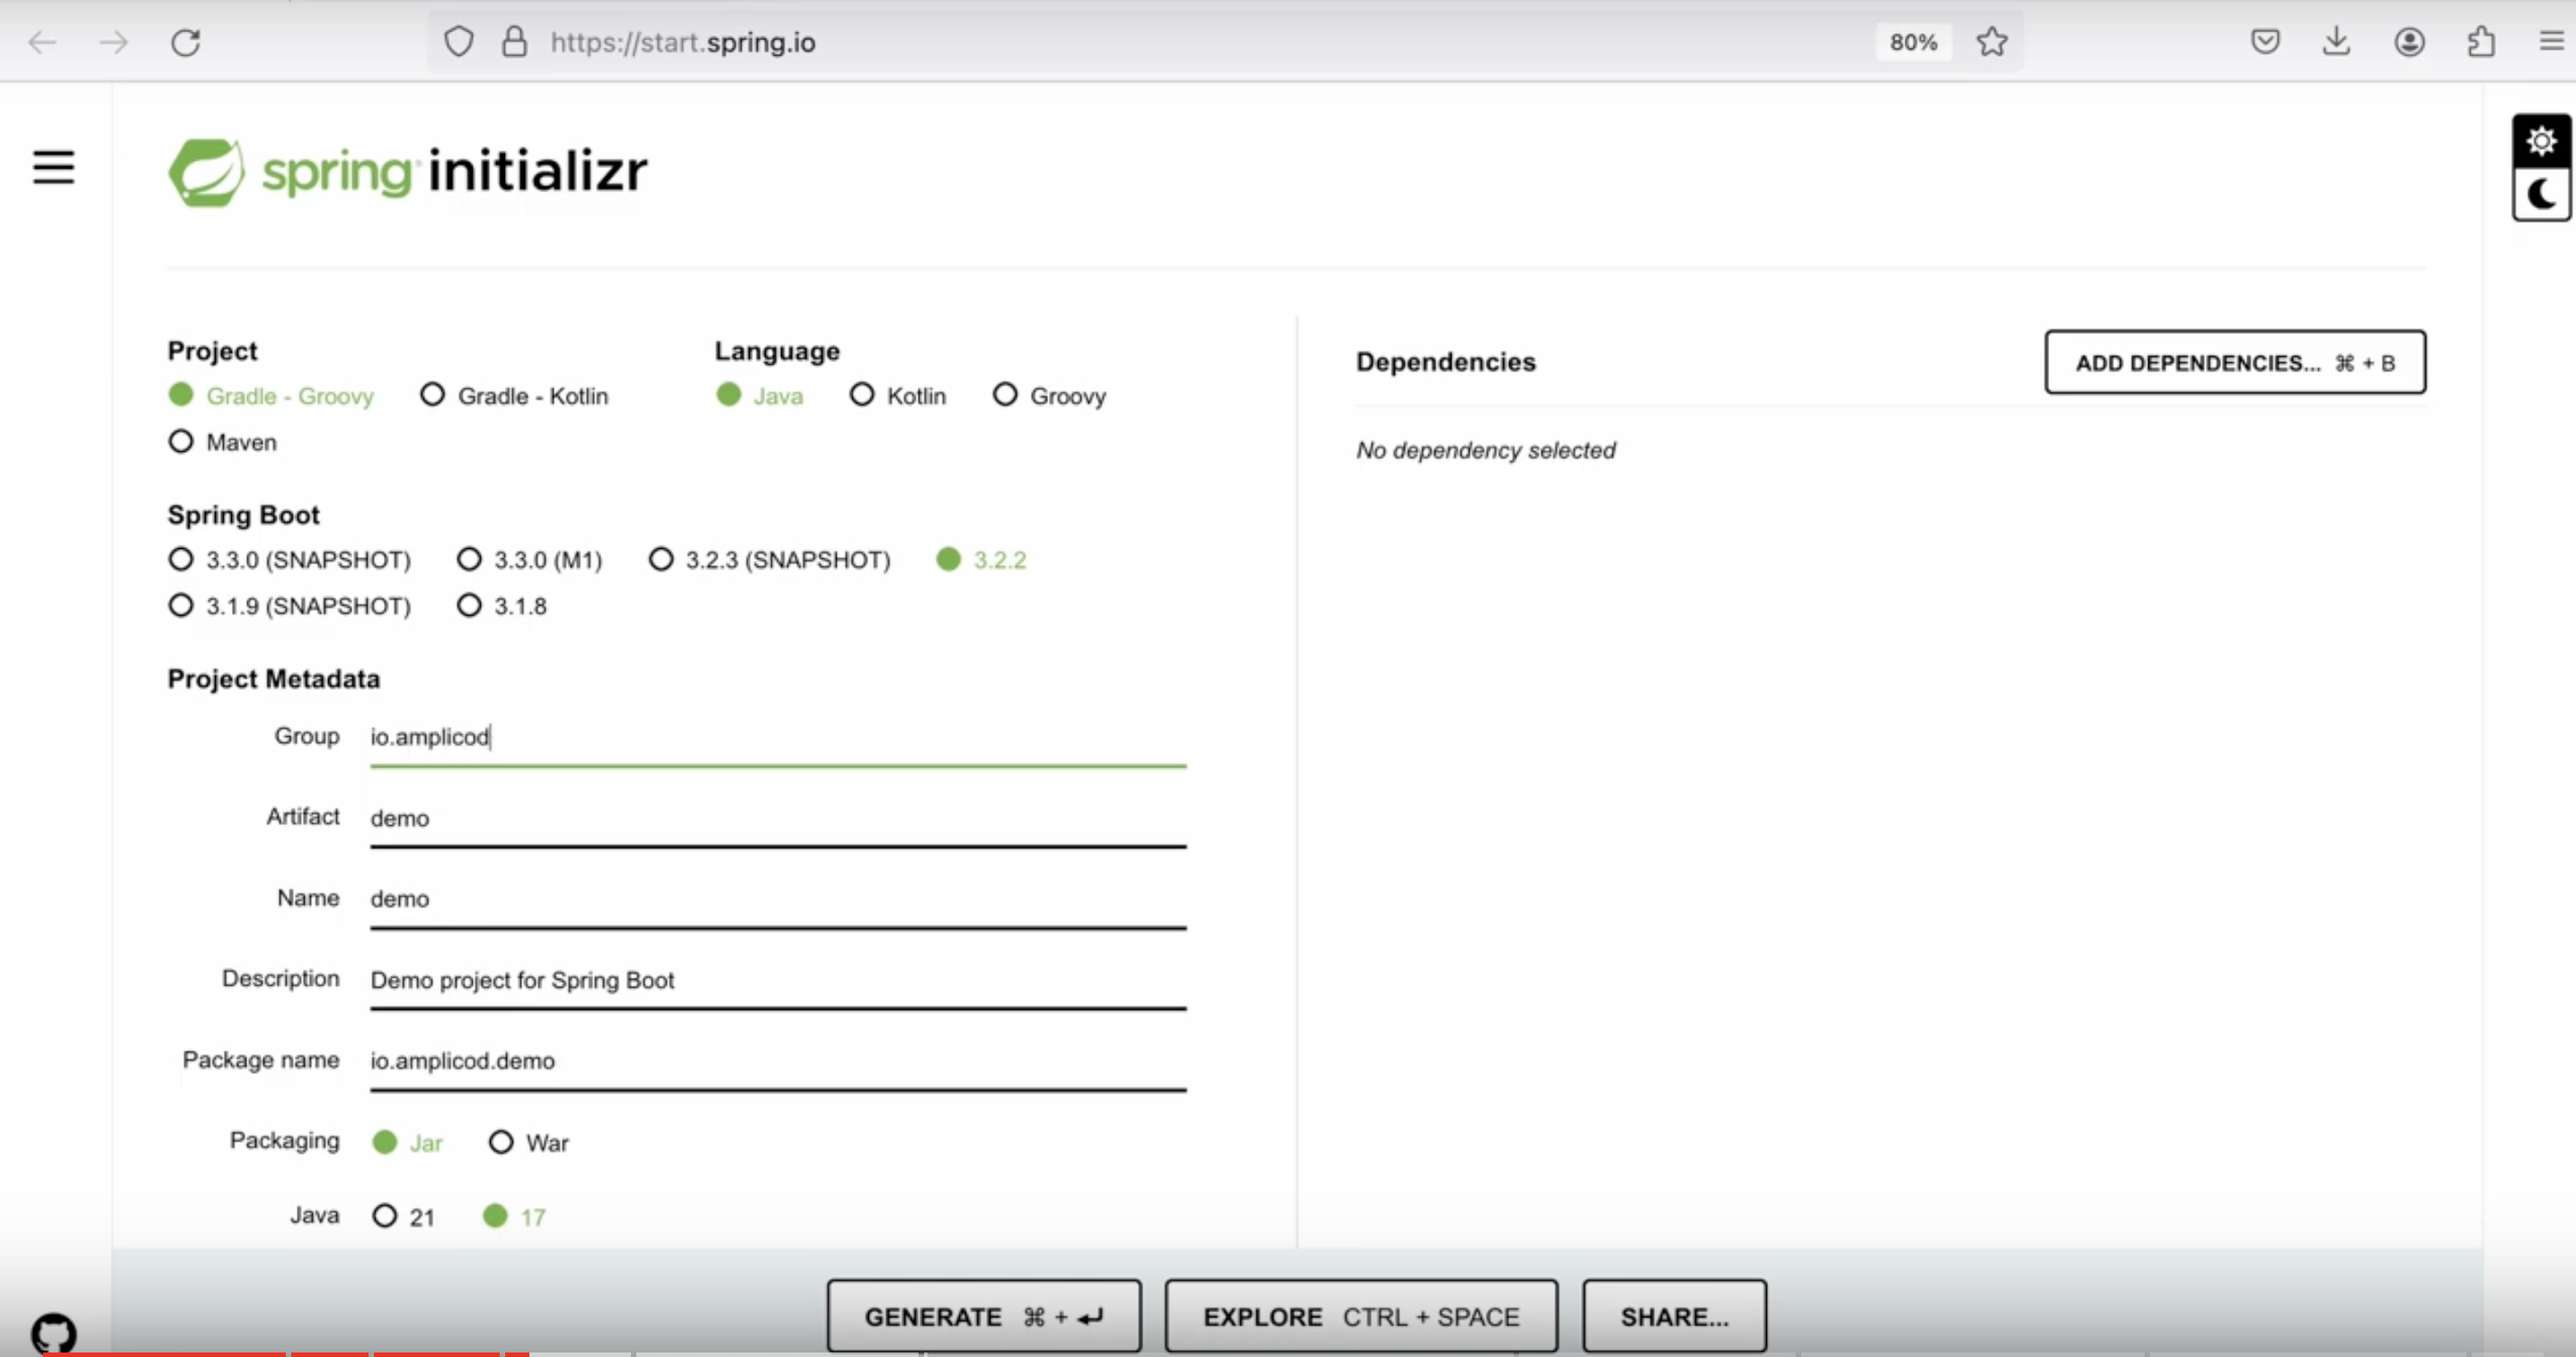 https://start.spring.io
80%
spring initializr
Project
Gradle - Groovy
Gradle - Kotlin
Maven
Language
Java
Kotlin
Groovy
Spring Boot
3.3.0 (SNAPSHOT)
3.3.0 (M1)
3.2.3 (SNAPSHOT)
3.2.2
3.1.9 (SNAPSHOT)
3.1.8
Project Metadata
Group io.amplicod
Artifact demo
Name demo
Description Demo project for Spring Boot
Package name io.amplicod.demo
Packaging Jar War
Java 21 17
Dependencies
ADD DEPENDENCIES... ⌘ + B
No dependency selected
GENERATE ⌘ + ↵
EXPLORE CTRL + SPACE
SHARE...